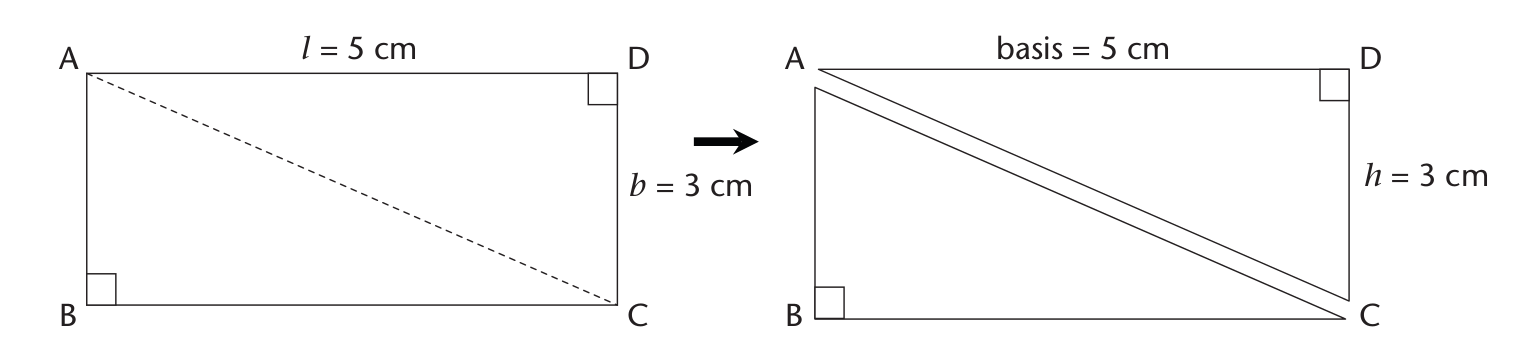 A l = 5 cm D
b = 3 cm
B C
A basis = 5 cm D
h = 3 cm
B C